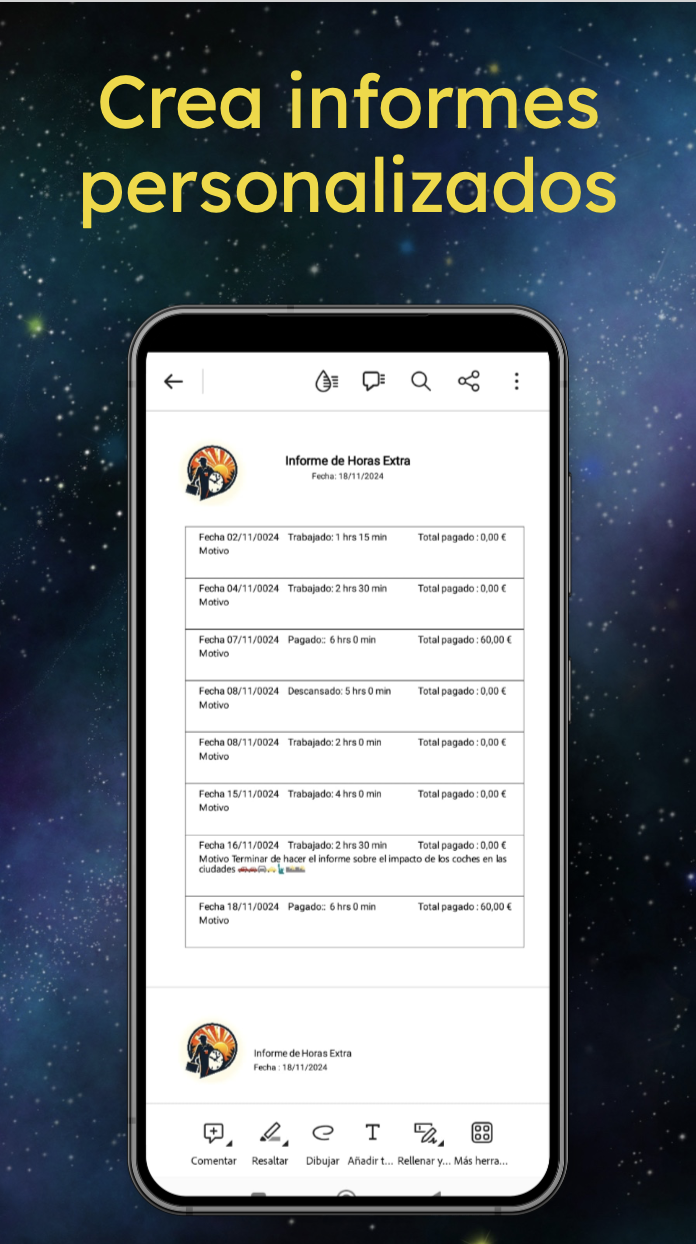 Crea informes
personalizados
Informe de Horas Extra
Fecha: 18/11/2024
Fecha 02/11/0024 Trabajado: 1 hrs 15 min Total pagado : 0,00 €
Motivo
Fecha 04/11/0024 Trabajado: 2 hrs 30 min Total pagado : 0,00 €
Motivo
Fecha 07/11/0024 Pagado:: 6 hrs 0 min Total pagado : 60,00 €
Motivo
Fecha 08/11/0024 Descansado: 5 hrs 0 min Total pagado : 0,00 €
Motivo
Fecha 08/11/0024 Trabajado: 2 hrs 0 min Total pagado : 0,00 €
Motivo
Fecha 15/11/0024 Trabajado: 4 hrs 0 min Total pagado : 0,00 €
Motivo
Fecha 16/11/0024 Trabajado: 2 hrs 30 min Total pagado : 0,00 €
Motivo Terminar de hacer el informe sobre el impacto de los coches en las
ciudades
Fecha 18/11/0024 Pagado:: 6 hrs 0 min Total pagado : 60,00 €
Motivo
Informe de Horas Extra
Fecha : 18/11/2024
Comentar Resaltar Dibujar Añadir t... Rellenar y... Más herra...